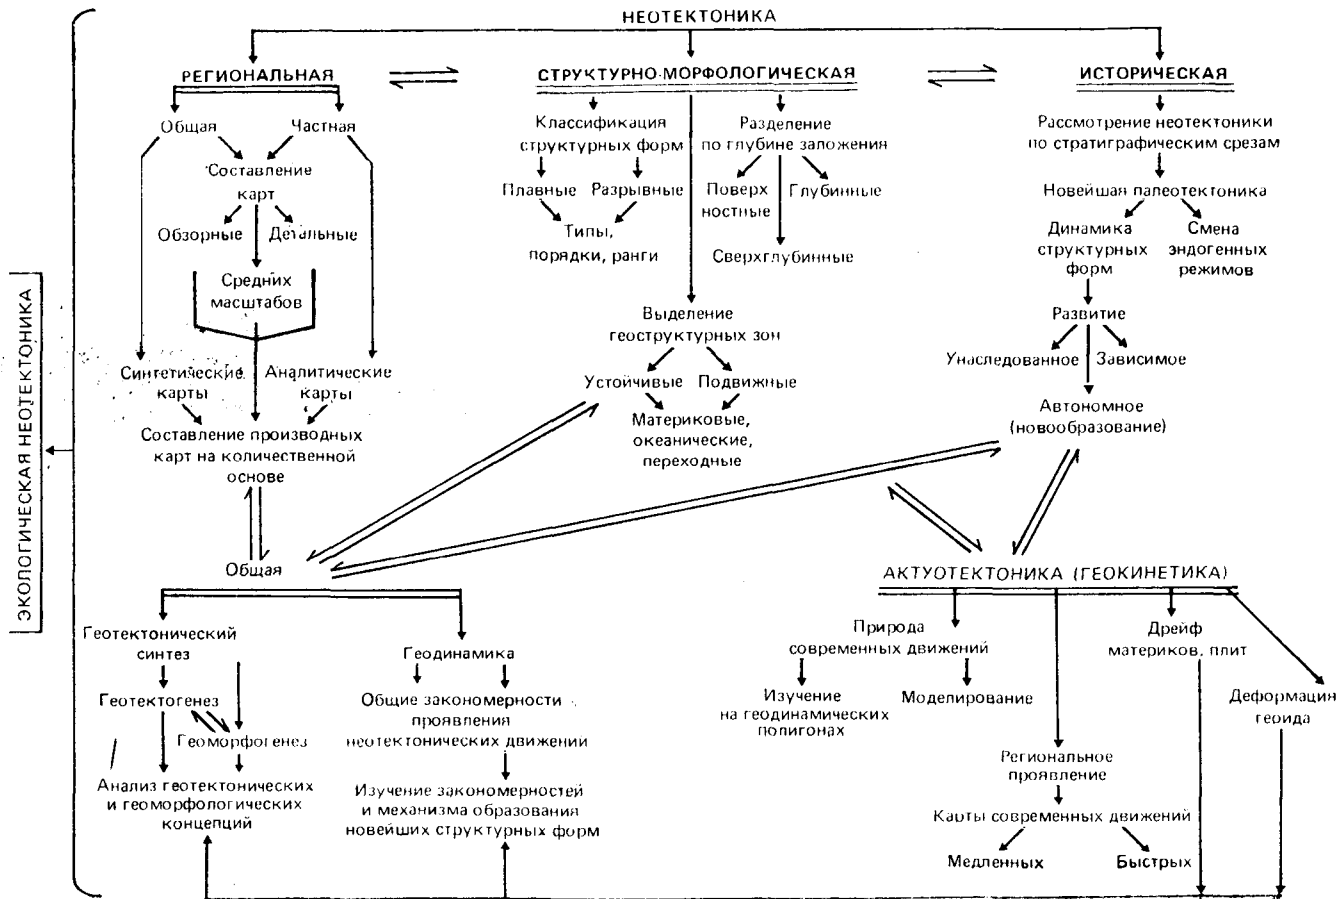 НЕОТЕКТОНИКА
РЕГИОНАЛЬНАЯ
СТРУКТУРНО-МОРФОЛОГИЧЕСКАЯ
ИСТОРИЧЕСКАЯ
Общая
Частная
Составление
карт
Обзорные
Детальные
Средних
масштабов
Синтетические
карты
Аналитические
карты
Составление производных
карт на количественной
основе
Классификация
структурных форм
Плавные
Разрывные
Типы,
порядки, ранги
Разделение
по глубине заложения
Поверх
ностные
Глубинные
Сверхглубинные
Выделение
геоструктурных зон
Устойчивые
Подвижные
Материковые,
океанические,
переходные
Рассмотрение неотектоники
по стратиграфическим срезам
Новейшая палеотектоника
Динамика
структурных
форм
Смена
эндогенных
режимов
Развитие
Унаследованное
Зависимое
Автономное
(новообразование)
ЭКОЛОГИЧЕСКАЯ НЕОТЕКТОНИКА
Общая
Геотектонический
синтез
Геотектогенез
Геоморфогенез
Анализ геотектонических
и геоморфологических
концепций
Геодинамика
Общие закономерности
проявления
неотектонических движений
Изучение закономерностей
и механизма образования
новейших структурных форм
АКТУОТЕКТОНИКА (ГЕОКИНЕТИКА)
Природа
современных движений
Изучение
на геодинамических
полигонах
Моделирование
Региональное
проявление
Карты современных движений
Медленных
Быстрых
Дрейф
материков, плит
Деформация
геоида